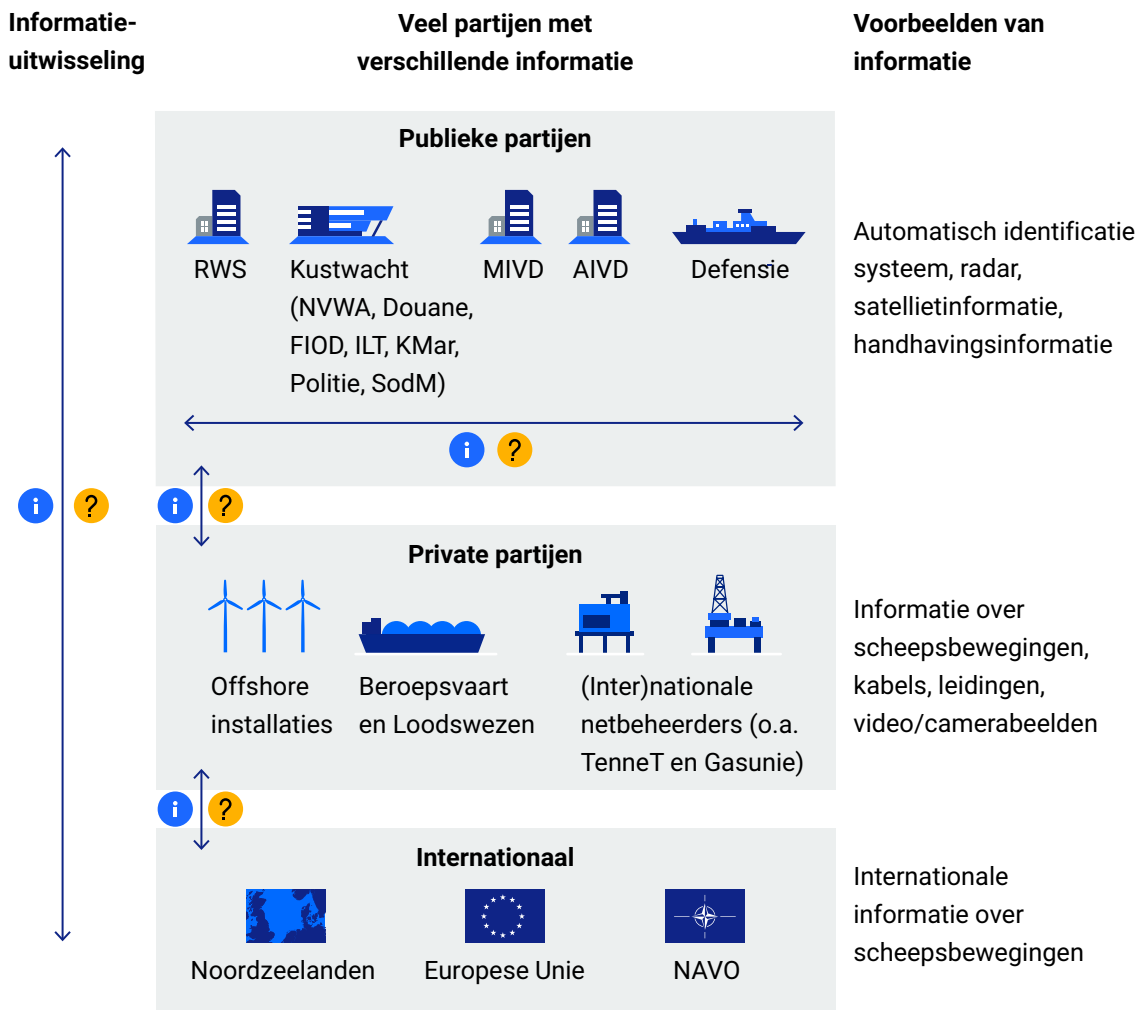 Informatie-
uitwisseling
Veel partijen met
verschillende informatie
Voorbeelden van
informatie
Publieke partijen
RWS
Kustwacht
(NVWA, Douane,
FIOD, ILT, KMar,
Politie, SodM)
MIVD
AIVD
Defensie
Automatisch identificatie
systeem, radar,
satellietinformatie,
handhavingsinformatie
i ?
i ?
i ?
Private partijen
Offshore
installaties
Beroepsvaart
en Loodswezen
(Inter)nationale
netbeheerders (o.a.
TenneT en Gasunie)
Informatie over
scheepsbewegingen,
kabels, leidingen,
video/camerabeelden
i ?
Internationaal
Noordzeelanden
Europese Unie
NAVO
Internationale
informatie over
scheepsbewegingen